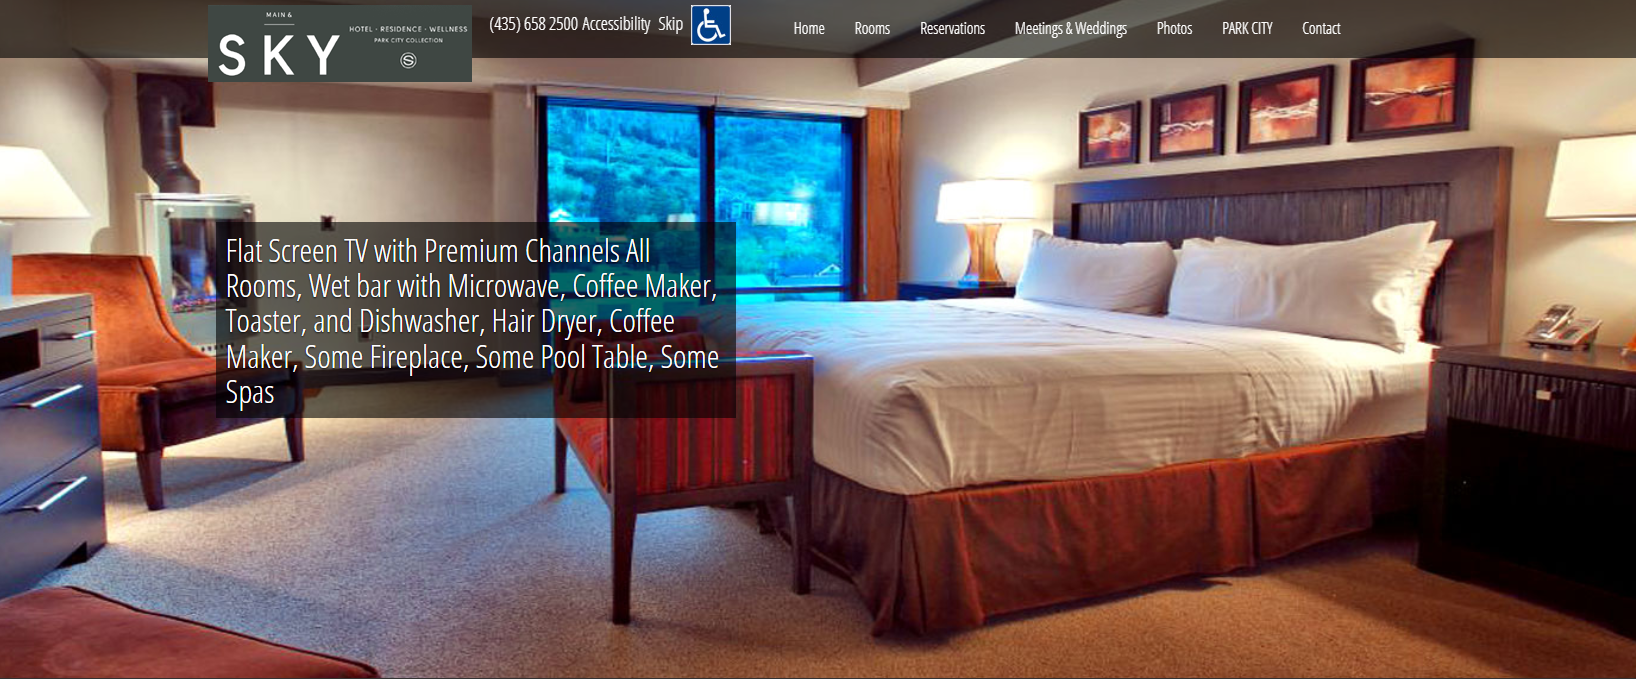 MAIN &
SKY
HOTEL · RESIDENCE · WELLNESS
PARK CITY COLLECTION
S
(435) 658 2500 Accessibility Skip
Home Rooms Reservations Meetings & Weddings Photos PARK CITY Contact
Flat Screen TV with Premium Channels All
Rooms, Wet bar with Microwave, Coffee Maker,
Toaster, and Dishwasher, Hair Dryer, Coffee
Maker, Some Fireplace, Some Pool Table, Some
Spas